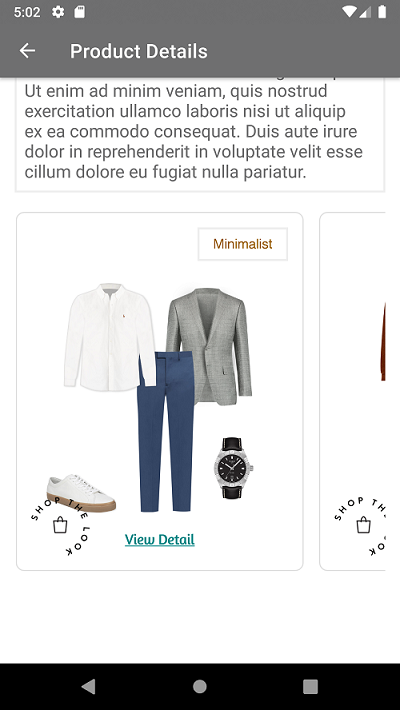 5:02
Product Details
Ut enim ad minim veniam, quis nostrud
exercitation ullamco laboris nisi ut aliquip
ex ea commodo consequat. Duis aute irure
dolor in reprehenderit in voluptate velit esse
cillum dolore eu fugiat nulla pariatur.
Minimalist
SHOP THE LOOK
View Detail
SHOP TH
OOK